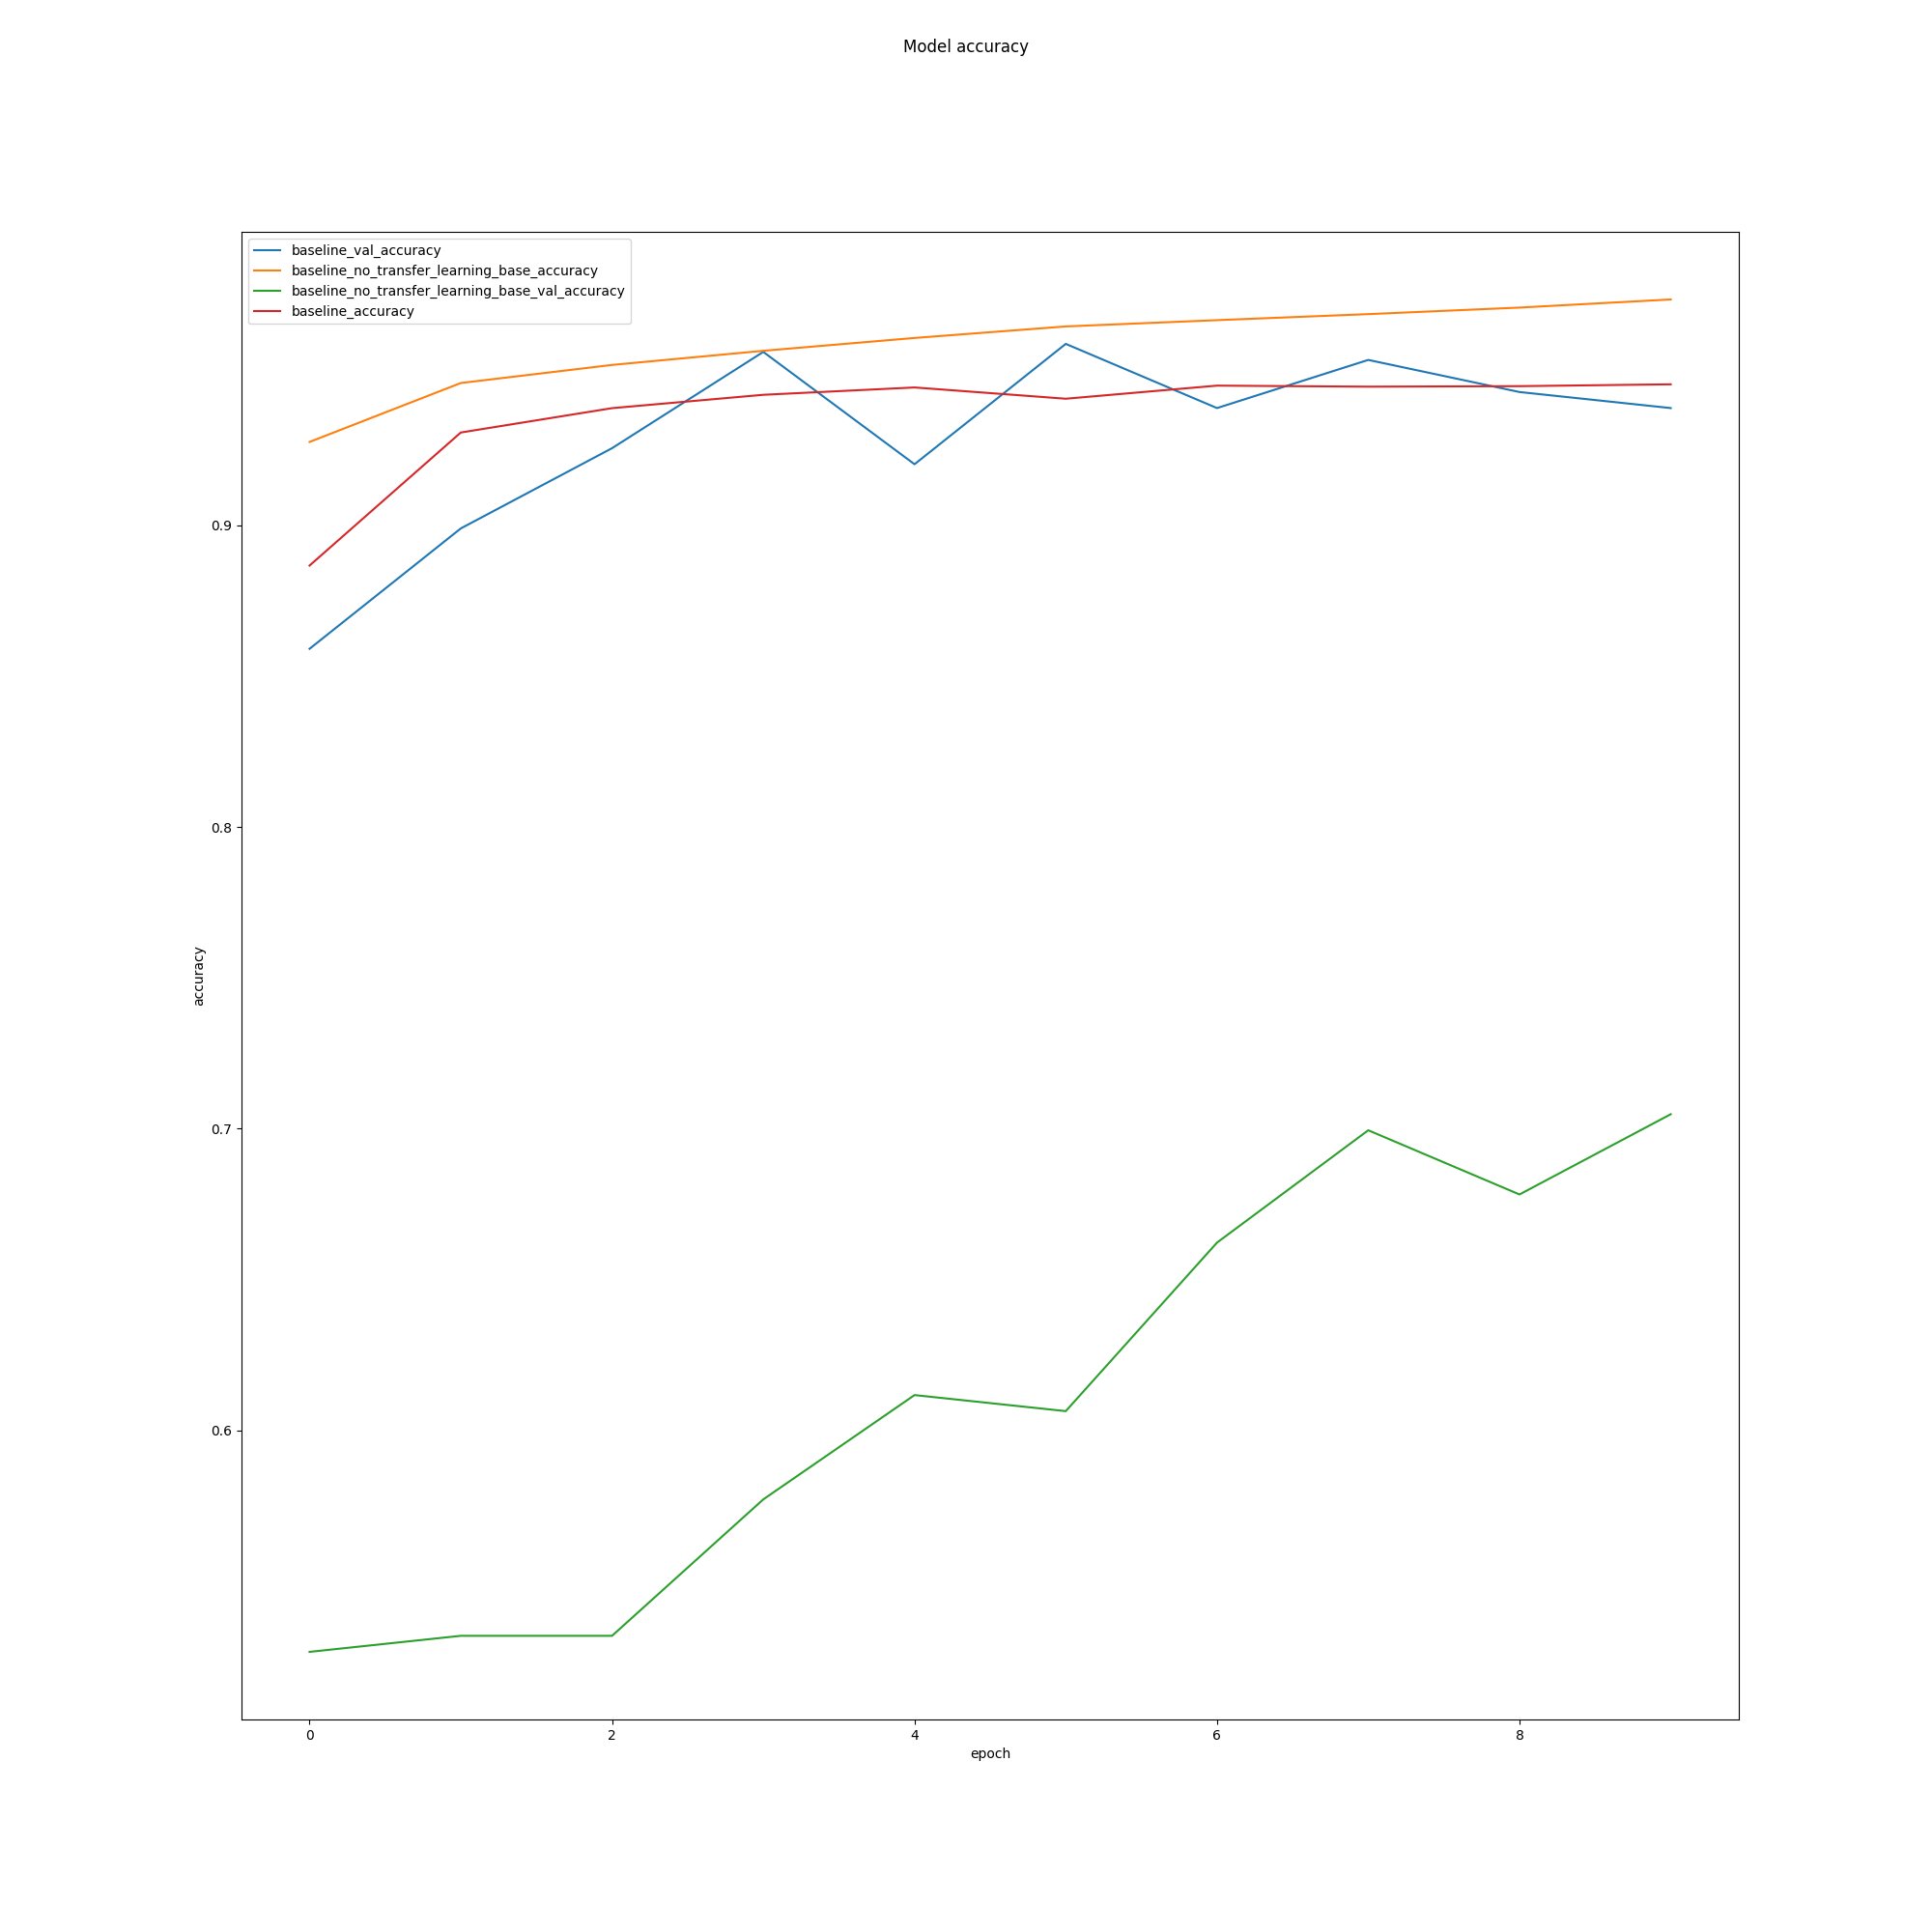 Model accuracy
baseline_val_accuracy
baseline_no_transfer_learning_base_accuracy
baseline_no_transfer_learning_base_val_accuracy
baseline_accuracy
0.9
0.8
0.7
0.6
accuracy
0 2 4 6 8
epoch